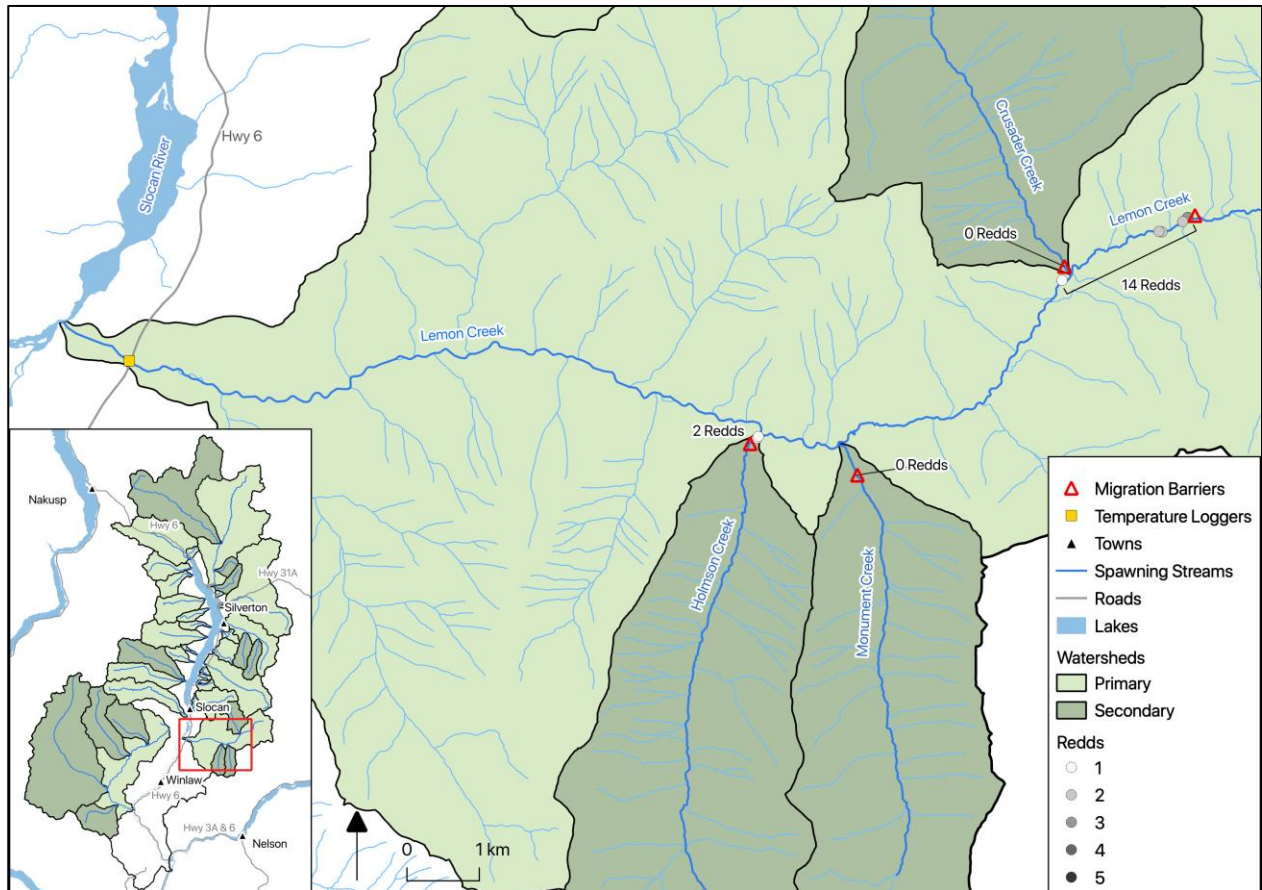 Slocan River
Hwy 6
Crusader Creek
0 Redds
Lemon Creek
14 Redds
Lemon Creek
2 Redds
0 Redds
Holmson Creek
Monument Creek
Nakusp
Hwy 6
Hwy 31A
Silverton
Slocan
Winlaw
Hwy 6
Hwy 3A & 6
Nelson
0
1 km
Migration Barriers
Temperature Loggers
Towns
Spawning Streams
Roads
Lakes
Watersheds
Primary
Secondary
Redds
1
2
3
4
5